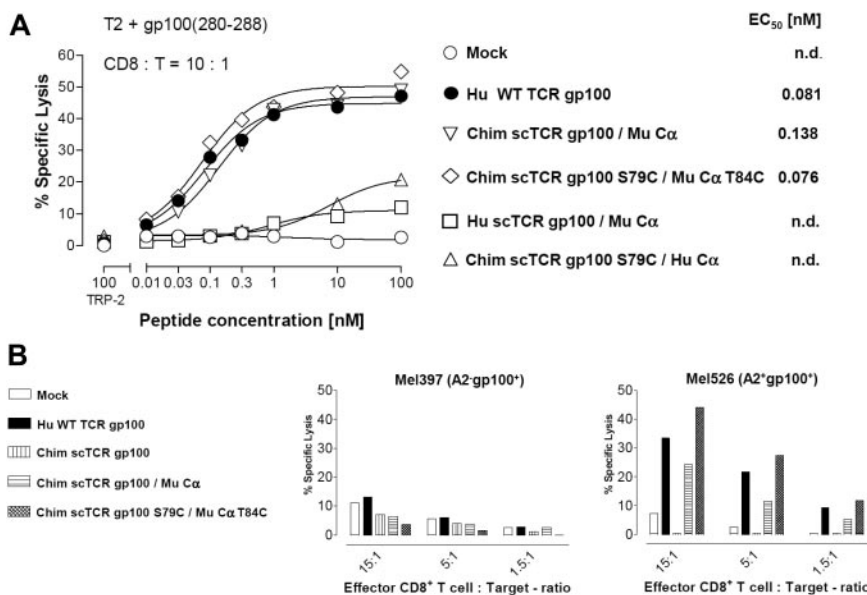 A
T2 + gp100(280-288)
CD8 : T = 10 : 1
% Specific Lysis
60
50
40
30
20
10
0
100
TRP-2
0.01 0.03 0.1 0.3 1 10 100
Peptide concentration [nM]
EC50 [nM]
Mock n.d.
Hu WT TCR gp100 0.081
Chim scTCR gp100 / Mu Cα 0.138
Chim scTCR gp100 S79C / Mu Cα T84C 0.076
Hu scTCR gp100 / Mu Cα n.d.
Chim scTCR gp100 S79C / Hu Cα n.d.
B
Mock
Hu WT TCR gp100
Chim scTCR gp100
Chim scTCR gp100 / Mu Cα
Chim scTCR gp100 S79C / Mu Cα T84C
Mel397 (A2-gp100+)
% Specific Lysis
50
40
30
20
10
0
15:1
5:1
1.5:1
Effector CD8+ T cell : Target - ratio
Mel526 (A2+gp100+)
% Specific Lysis
50
40
30
20
10
0
15:1
5:1
1.5:1
Effector CD8+ T cell : Target - ratio